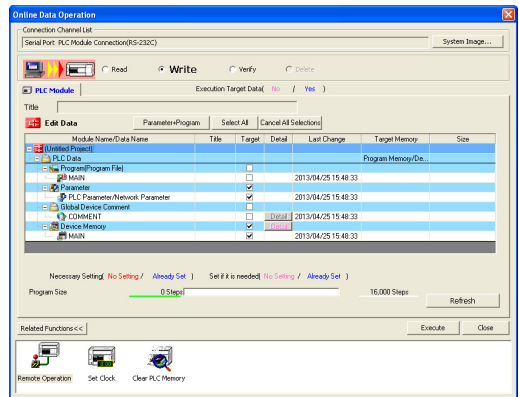 Online Data Operation
Connection Channel List
Serial Port PLC Module Connection(RS-232C)
System Image...
Read
Write
Verify
Delete
PLC Module
Execution Target Data( No / Yes )
Title
Edit Data
Parameter+Program
Select All
Cancel All Selections
Module Name/Data Name
Title
Target
Detail
Last Change
Target Memory
Size
(Untitled Project)
PLC Data
Program Memory/De...
Program(Program File)
MAIN
2013/04/25 15:48:33
Parameter
PLC Parameter/Network Parameter
2013/04/25 15:48:33
Global Device Comment
COMMENT
Detail
2013/04/25 15:48:33
Device Memory
Detail
MAIN
2013/04/25 15:48:33
Necessary Setting( No Setting / Already Set )
Set if it is needed( No Setting / Already Set )
Program Size
0 Steps
16,000 Steps
Refresh
Related Functions<<
Execute
Close
Remote Operation
Set Clock
Clear PLC Memory